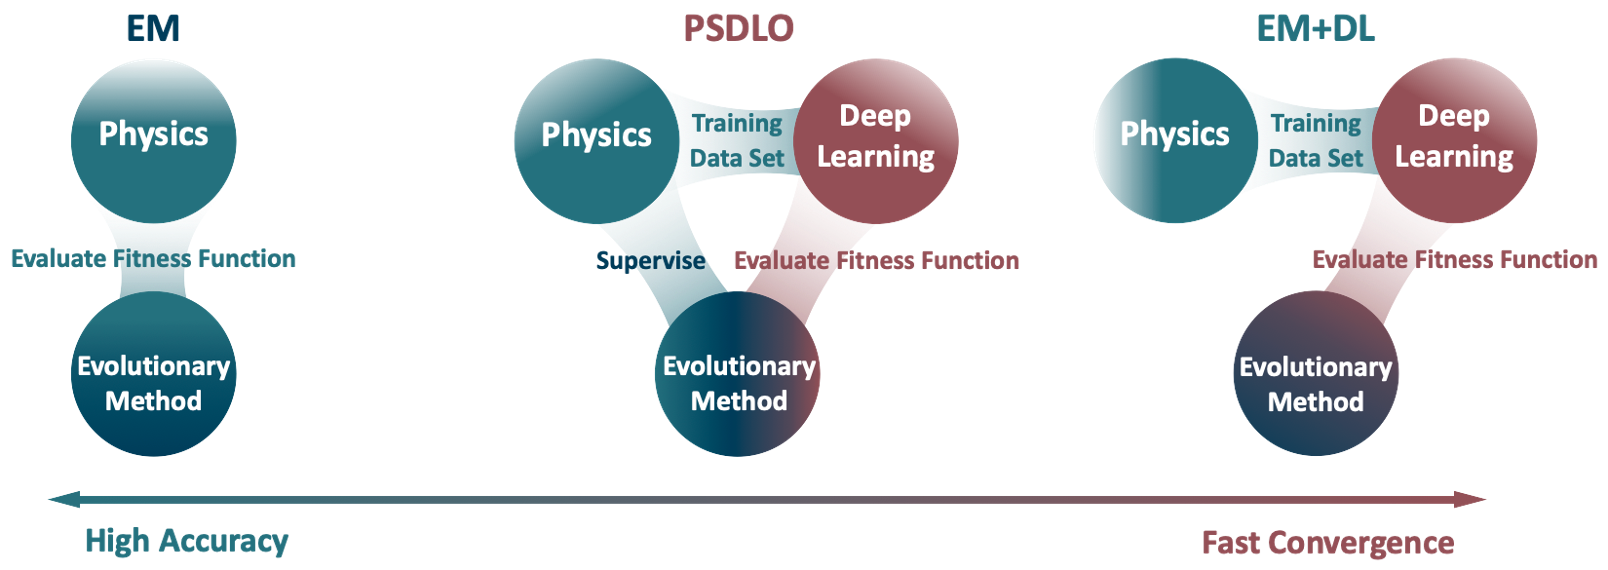 EM
Physics
Evaluate Fitness Function
Evolutionary
Method
PSDLO
Physics
Training
Data Set
Deep
Learning
Supervise
Evaluate Fitness Function
Evolutionary
Method
EM+DL
Physics
Training
Data Set
Deep
Learning
Evaluate Fitness Function
Evolutionary
Method
High Accuracy
Fast Convergence